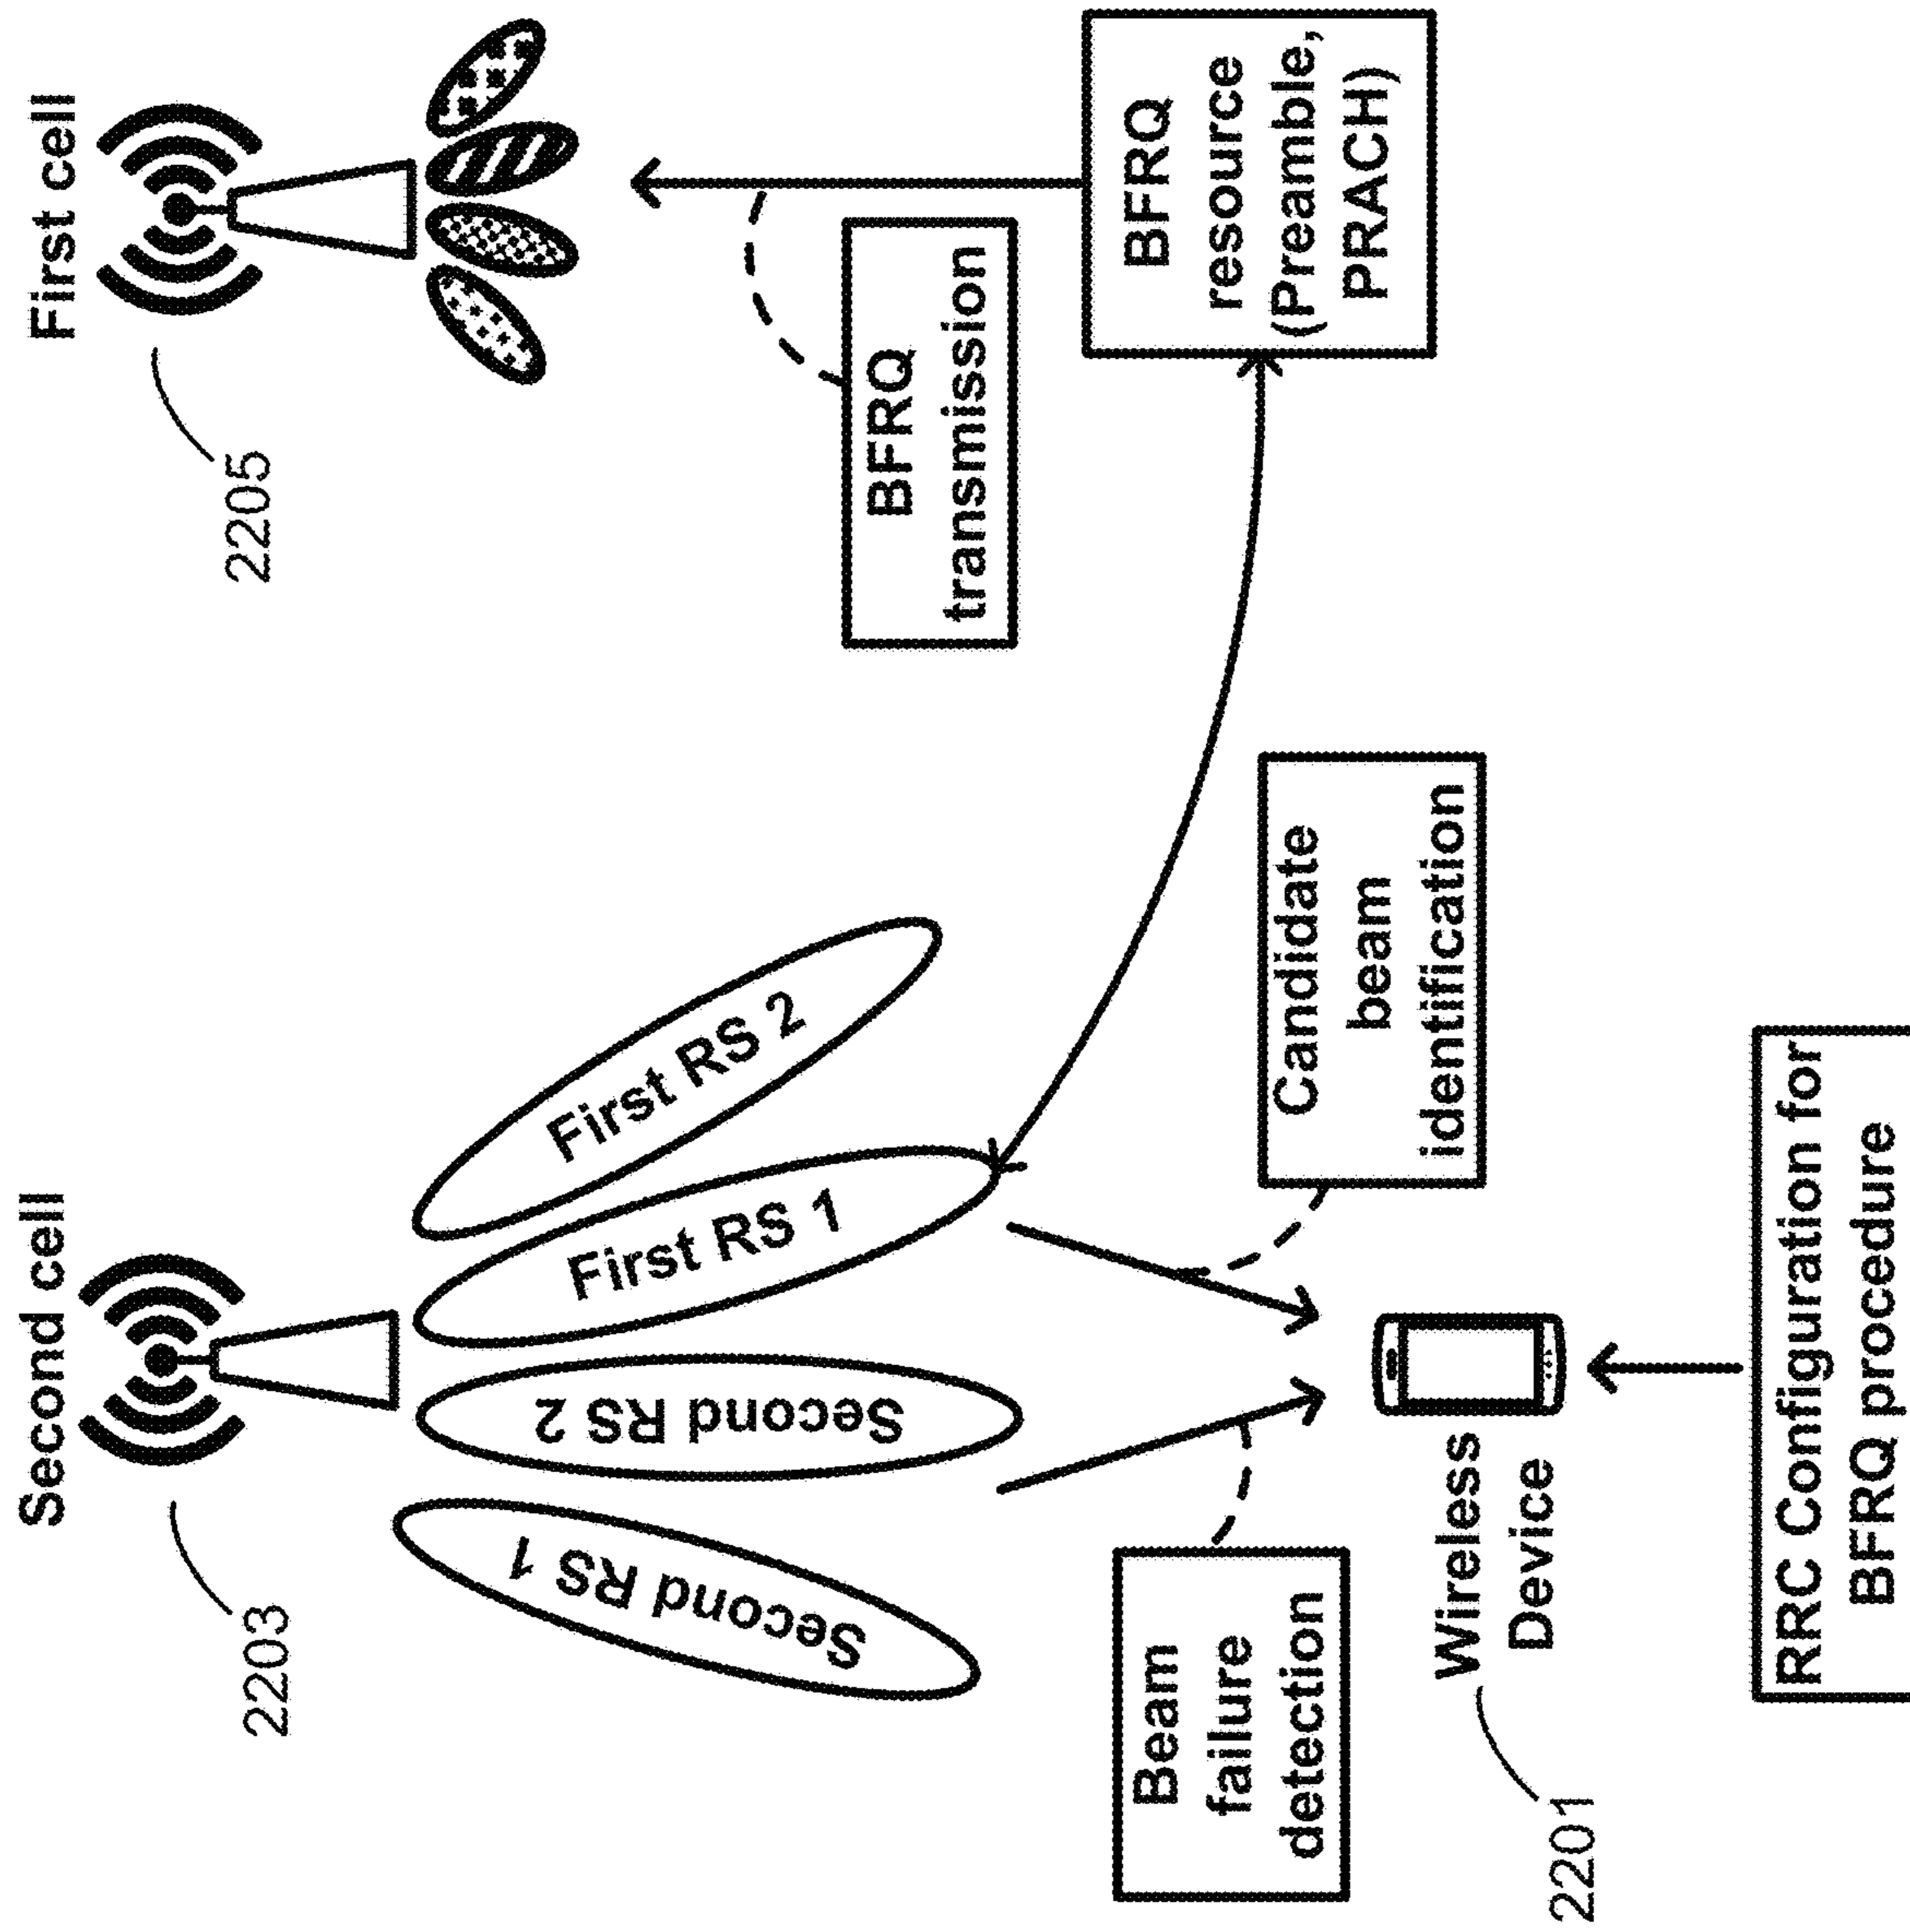 Second cell
2203
Second RS 1
Second RS 2
First RS 1
First RS 2
Beam
failure
detection
Candidate
beam
identification
Wireless
Device
2201
RRC Configuration for
BFRQ procedure
First cell
2205
BFRQ
transmission
BFRQ
resource
(Preamble,
PRACH)